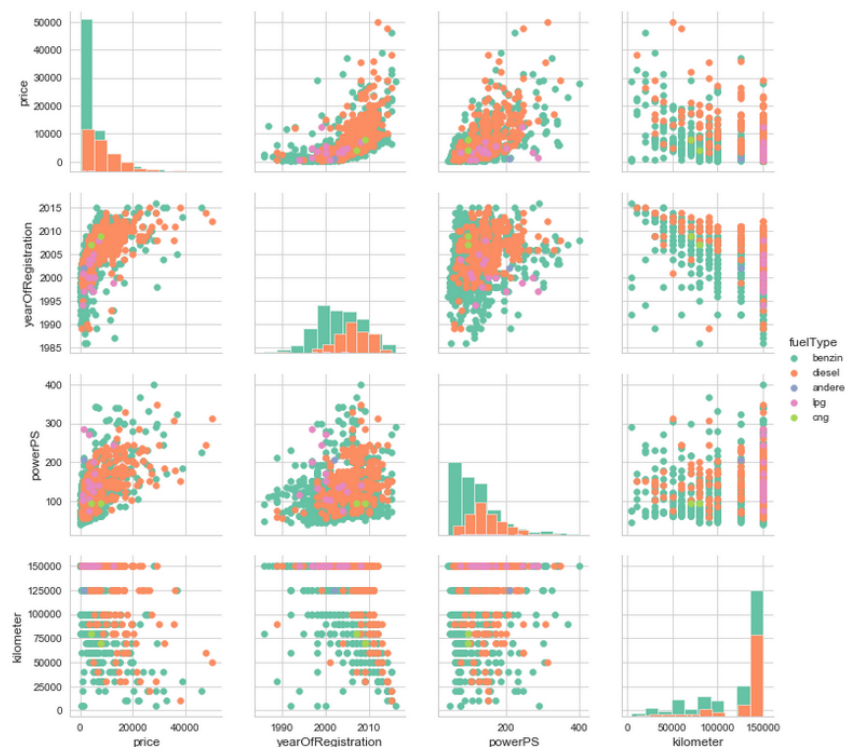 50000
40000
30000
20000
10000
0
price
2015
2010
2005
2000
1995
1990
1985
yearOfRegistration
fuelType
benzin
diesel
andere
lpg
cng
400
300
200
100
powerPS
150000
125000
100000
75000
50000
25000
0
kilometer
0 20000 40000
1990 2000 2010
200 400
0 50000 100000 150000
price yearOfRegistration powerPS kilometer